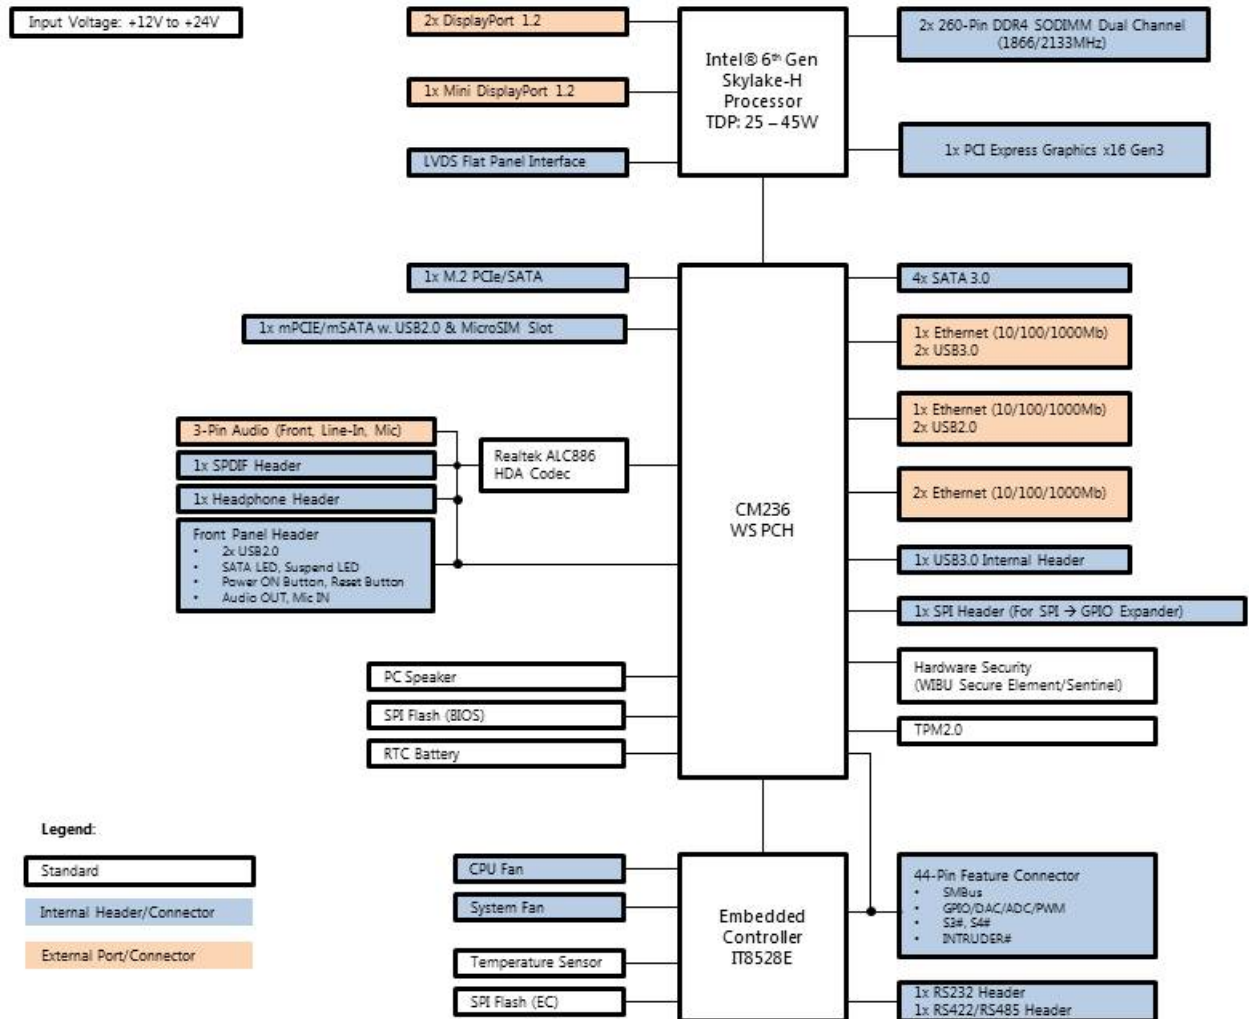 Input Voltage: +12V to +24V
2x DisplayPort 1.2
1x Mini DisplayPort 1.2
LVDS Flat Panel Interface
Intel® 6th Gen
Skylake-H
Processor
TDP: 25 – 45W
2x 260-Pin DDR4 SODIMM Dual Channel
(1866/2133MHz)
1x PCI Express Graphics x16 Gen3
1x M.2 PCIe/SATA
1x mPCIE/mSATA w. USB2.0 & MicroSIM Slot
3-Pin Audio (Front, Line-In, Mic)
1x SPDIF Header
1x Headphone Header
Front Panel Header
• 2x USB2.0
• SATA LED, Suspend LED
• Power ON Button, Reset Button
• Audio OUT, Mic IN
Realtek ALC886
HDA Codec
PC Speaker
SPI Flash (BIOS)
RTC Battery
CM236
WS PCH
4x SATA 3.0
1x Ethernet (10/100/1000Mb)
2x USB3.0
1x Ethernet (10/100/1000Mb)
2x USB2.0
2x Ethernet (10/100/1000Mb)
1x USB3.0 Internal Header
1x SPI Header (For SPI → GPIO Expander)
Hardware Security
(WIBU Secure Element/Sentinel)
TPM2.0
Legend:
Standard
Internal Header/Connector
External Port/Connector
CPU Fan
System Fan
Temperature Sensor
SPI Flash (EC)
Embedded
Controller
IT8528E
44-Pin Feature Connector
• SMBus
• GPIO/DAC/ADC/PWM
• S3#, S4#
• INTRUDER#
1x RS232 Header
1x RS422/RS485 Header